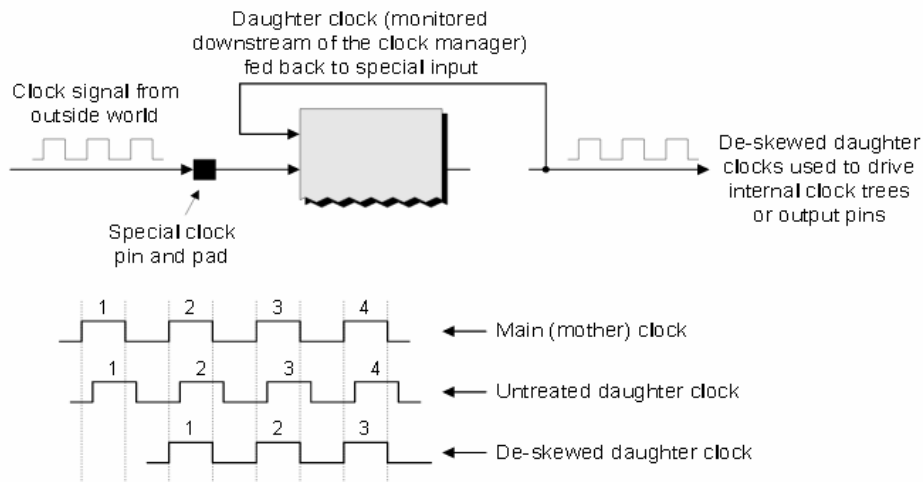 Daughter clock (monitored
downstream of the clock manager)
fed back to special input
Clock signal from
outside world
De-skewed daughter
clocks used to drive
internal clock trees
or output pins
Special clock
pin and pad
1 2 3 4
Main (mother) clock
1 2 3 4
Untreated daughter clock
1 2 3
De-skewed daughter clock